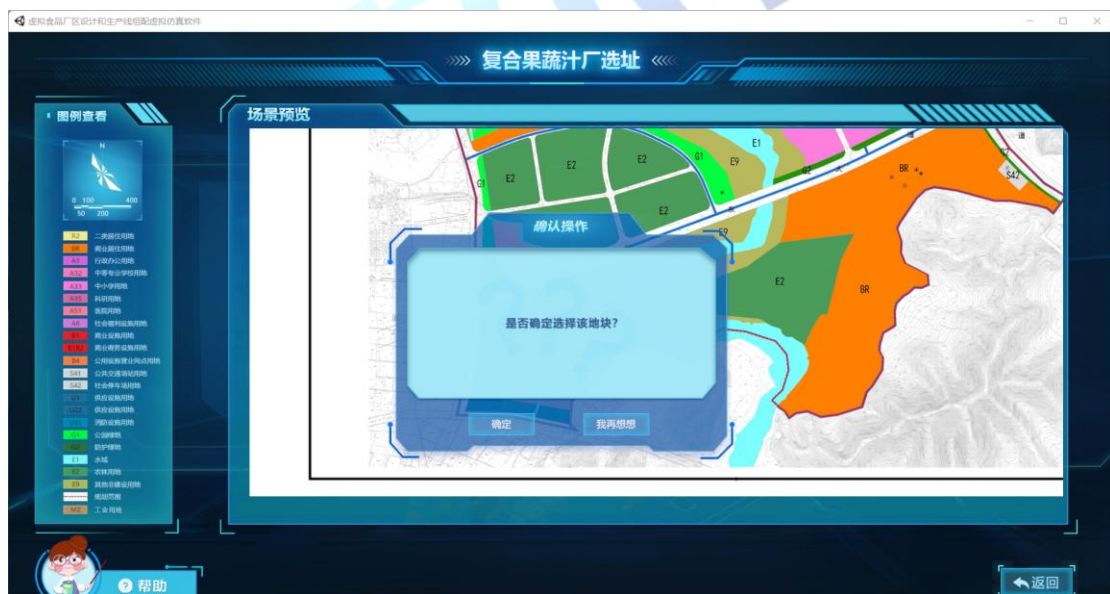 虚拟食品厂区设计和生产线组配虚拟仿真软件
复合果蔬汁厂选址
图例查看
场景预览
N
0 100 400
50 200
R2 二类居住用地
BR 商业居住用地
A1 行政办公用地
A32 中等专业学校用地
A33 中小学用地
A35 科研用地
A51 医院用地
A6 社会福利设施用地
B1 商业设施用地
B1B2 商业商务设施用地
B4 公用设施营业网点用地
S41 公共交通场站用地
S42 社会停车场用地
U1 供应设施用地
供应设施用地
消防设施用地
G1 公园绿地
G2 防护绿地
E1 水域
E2 农林用地
E9 其他非建设用地
规划范围
M2 工业用地
E1
道
E2
G1
E9
BR
G2
S42
G1
E2
E2
大
E2
E9
E2
BR
确认操作
是否确定选择该地块?
确定
我再想想
? 帮助
返回